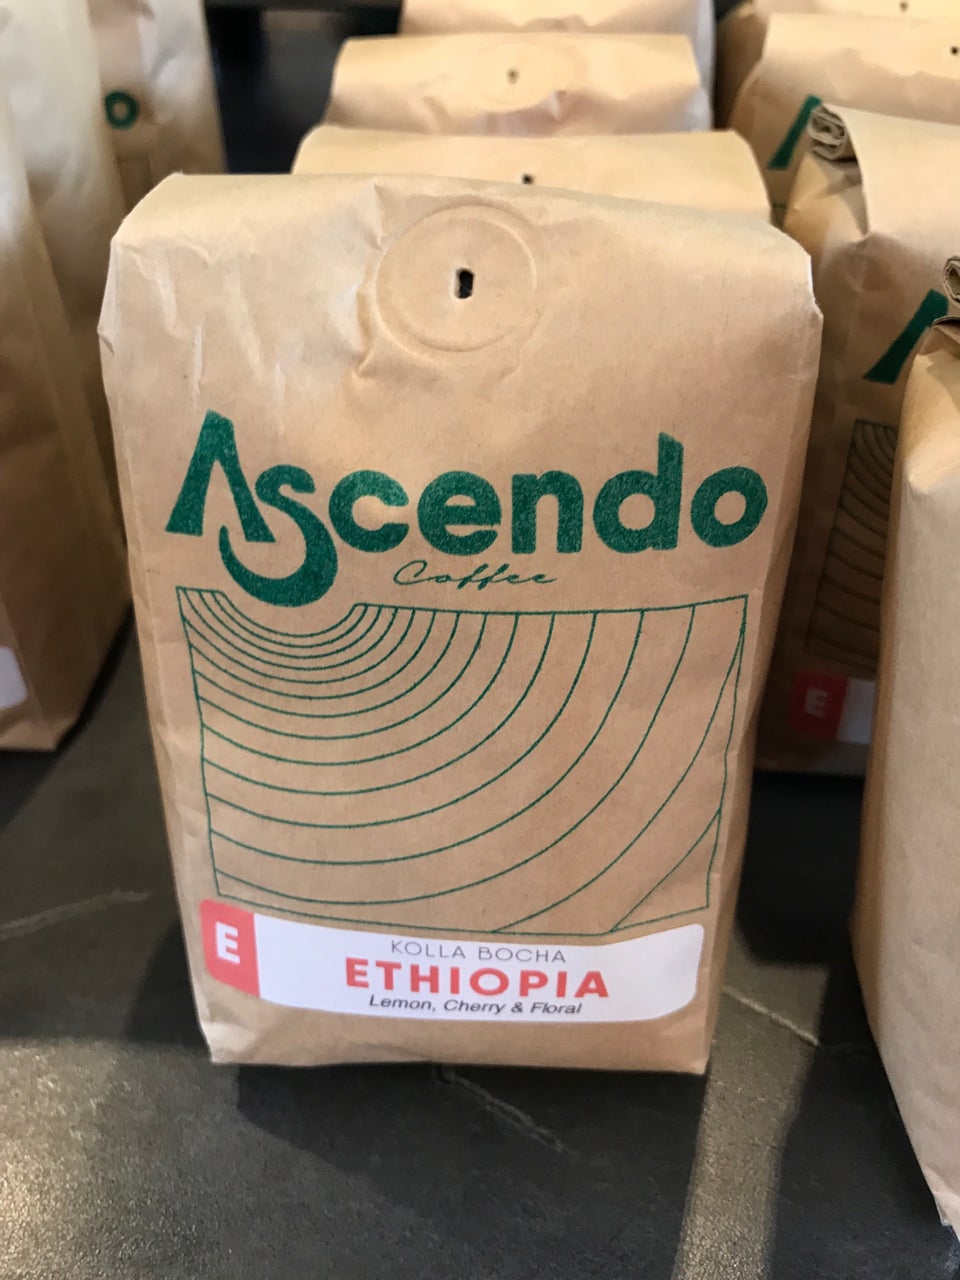 Ascendo
Coffee
E
KOLLA BOCHA
ETHIOPIA
Lemon, Cherry & Floral
E